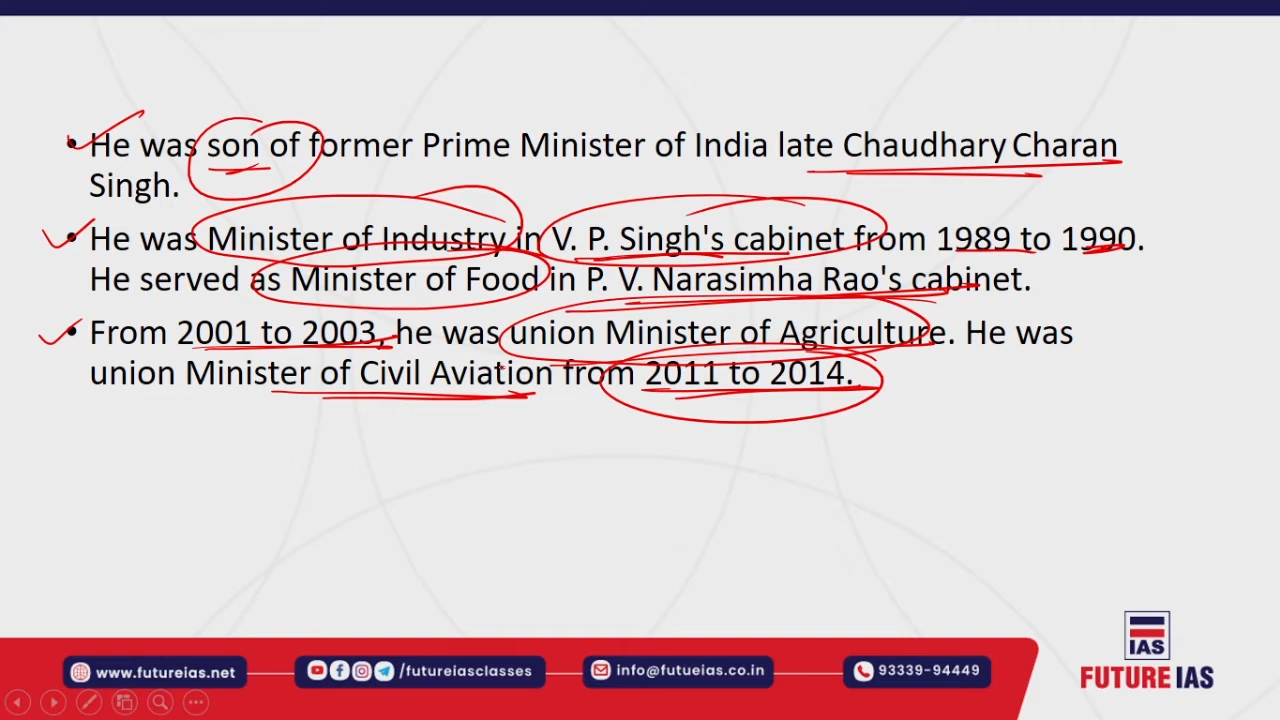 • He was son of former Prime Minister of India late Chaudhary Charan
Singh.
• He was Minister of Industry in V. P. Singh's cabinet from 1989 to 1990.
He served as Minister of Food in P. V. Narasimha Rao's cabinet.
• From 2001 to 2003, he was union Minister of Agriculture. He was
union Minister of Civil Aviation from 2011 to 2014.
IAS
FUTURE IAS
www.futureias.net
/futureiasclasses
info@futueias.co.in
93339-94449